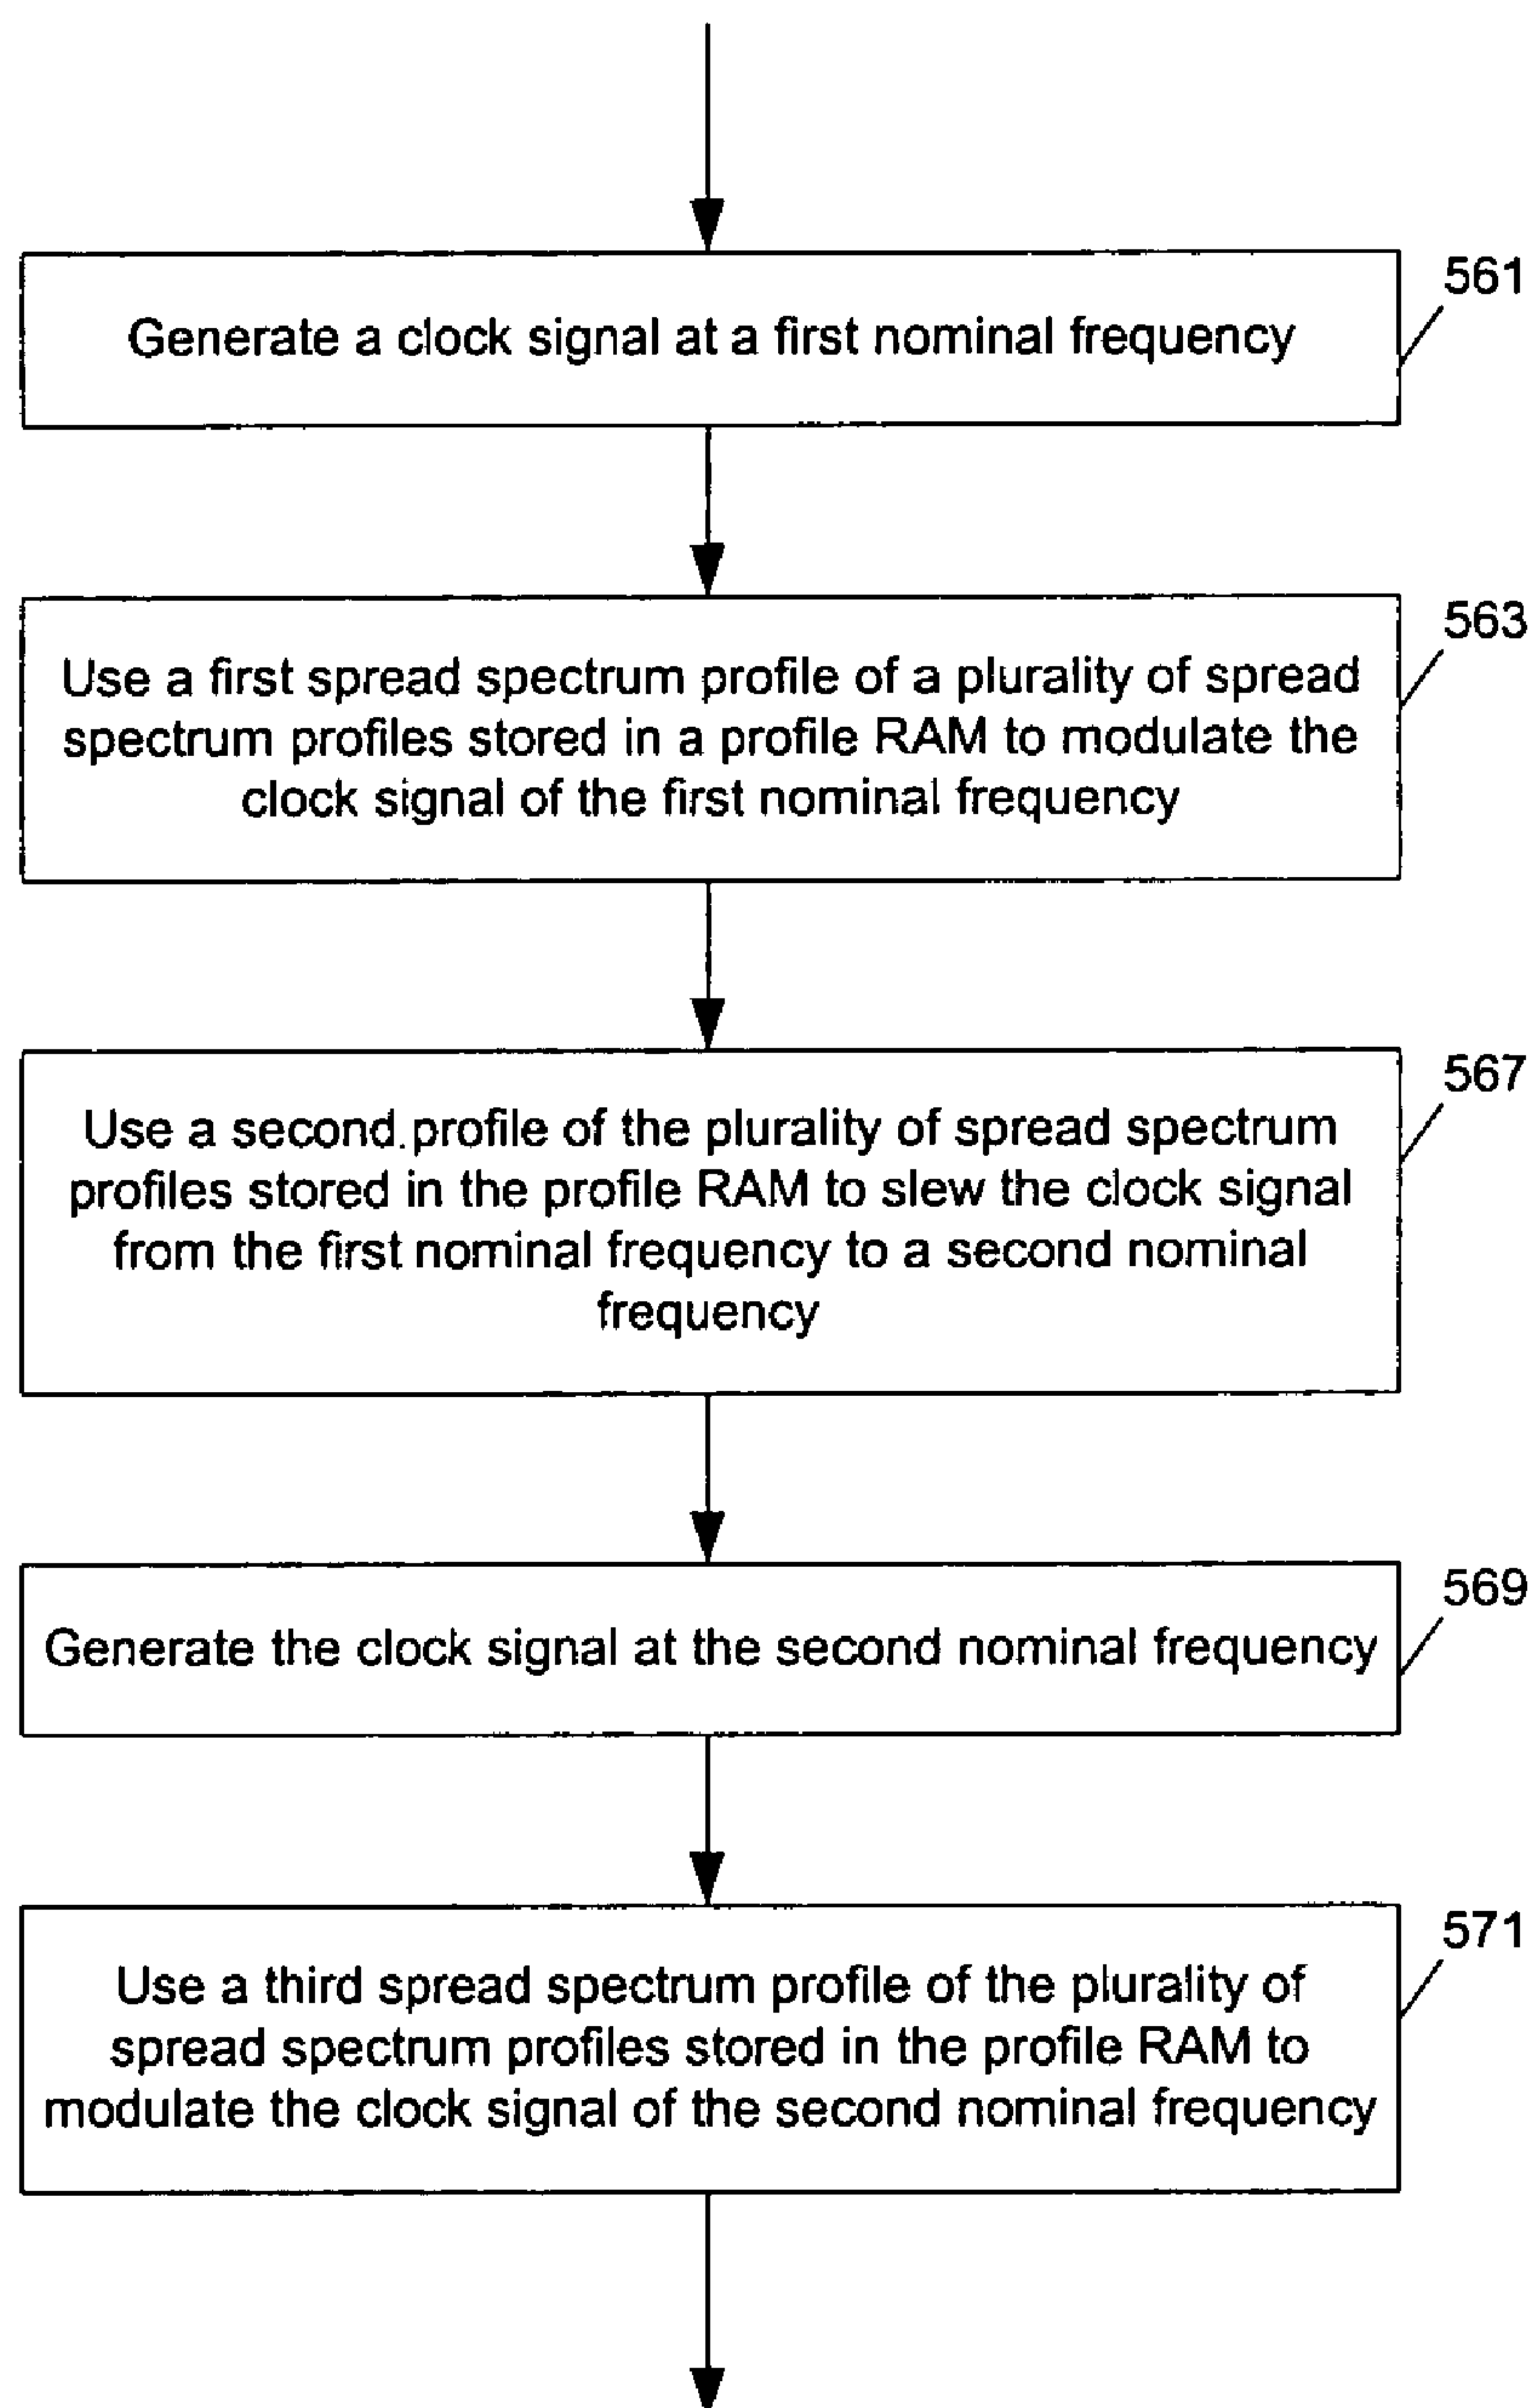 561
Generate a clock signal at a first nominal frequency
563
Use a first spread spectrum profile of a plurality of spread
spectrum profiles stored in a profile RAM to modulate the
clock signal of the first nominal frequency
567
Use a second.profile of the plurality of spread spectrum
profiles stored in the profile RAM to slew the clock signal
from the first nominal frequency to a second nominal
frequency
569
Generate the clock signal at the second nominal frequency
571
Use a third spread spectrum profile of the plurality of
spread spectrum profiles stored in the profile RAM to
modulate the clock signal of the second nominal frequency